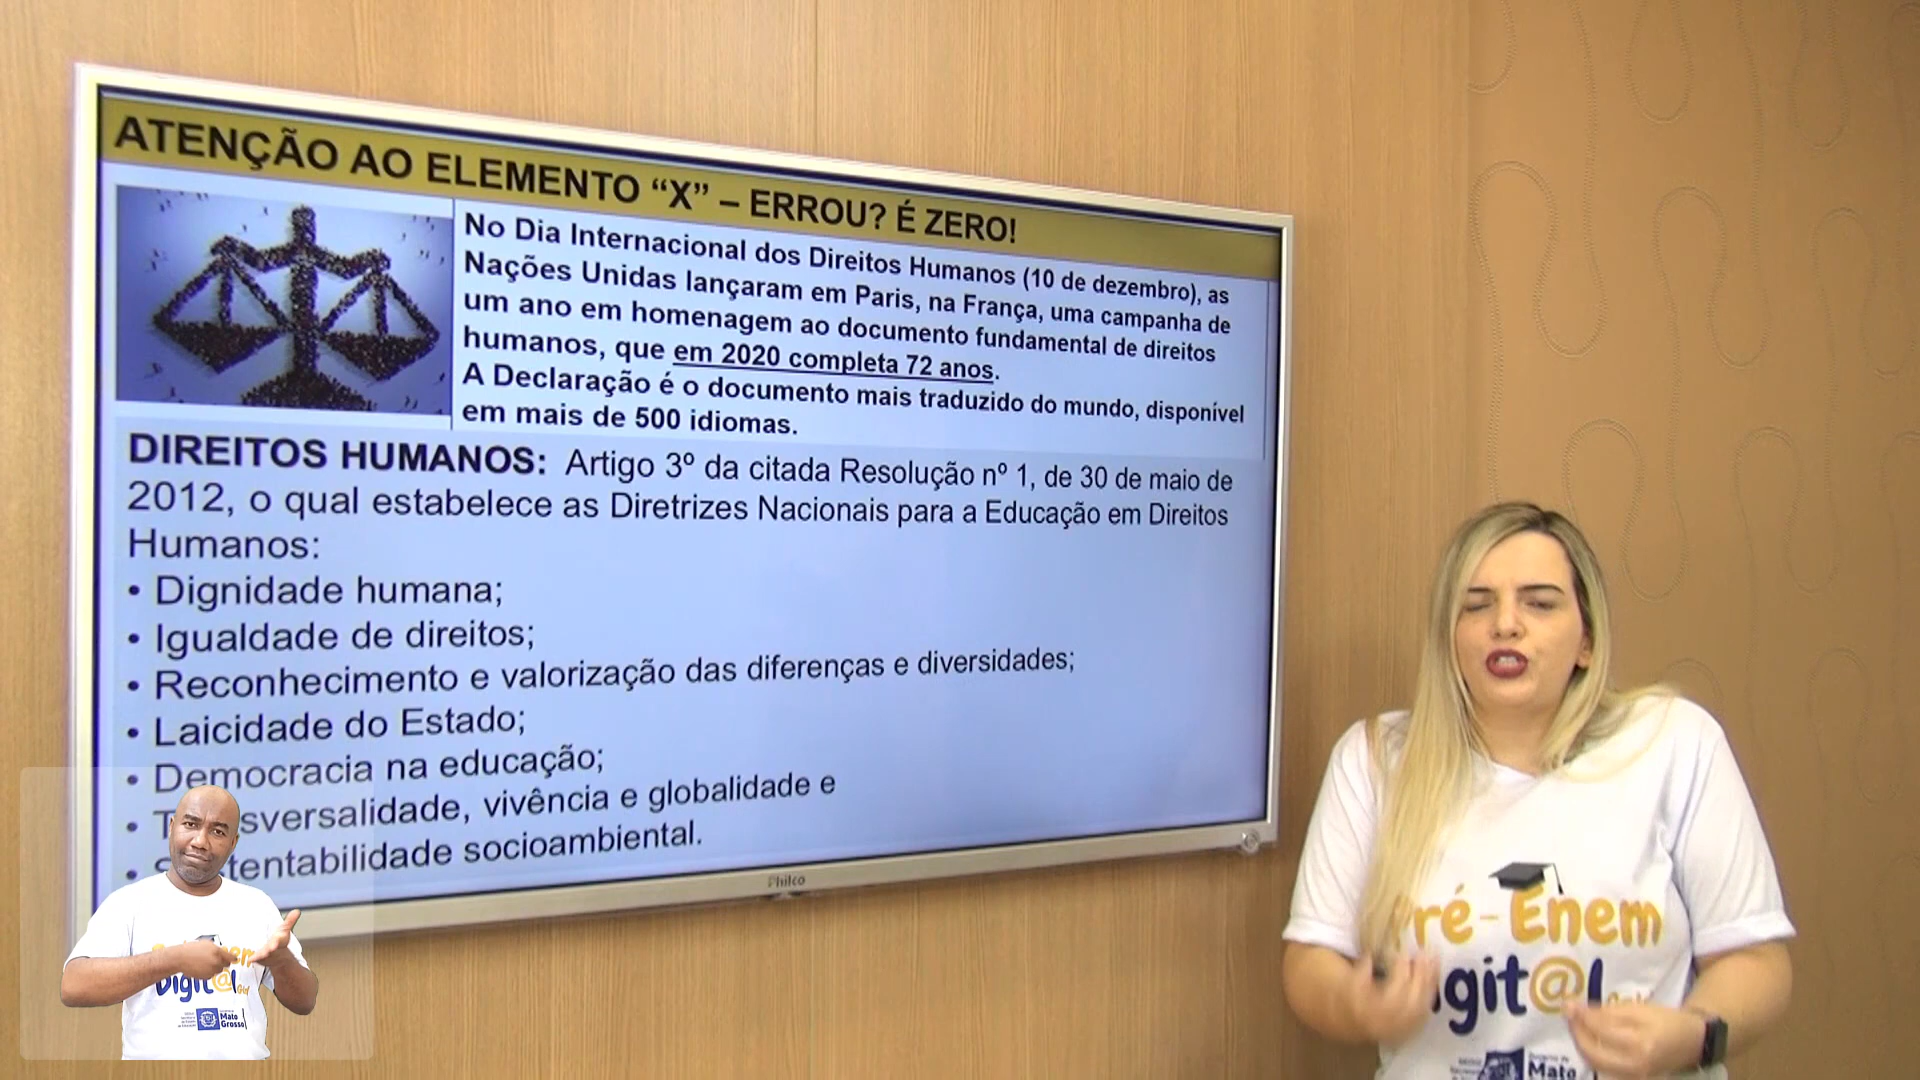 ATENÇÃO AO ELEMENTO “X” – ERROU? É ZERO!
No Dia Internacional dos Direitos Humanos (10 de dezembro), as
Nações Unidas lançaram em Paris, na França, uma campanha de
um ano em homenagem ao documento fundamental de direitos
humanos, que em 2020 completa 72 anos.
A Declaração é o documento mais traduzido do mundo, disponível
em mais de 500 idiomas.
DIREITOS HUMANOS: Artigo 3º da citada Resolução nº 1, de 30 de maio de
2012, o qual estabelece as Diretrizes Nacionais para a Educação em Direitos
Humanos:
• Dignidade humana;
• Igualdade de direitos;
• Reconhecimento e valorização das diferenças e diversidades;
• Laicidade do Estado;
• Democracia na educação;
• T sversalidade, vivência e globalidade e
• S tentabilidade socioambiental.
Philco
Pré-Enem
Digit@l
Mato
Digit@l
Mato
Grosso